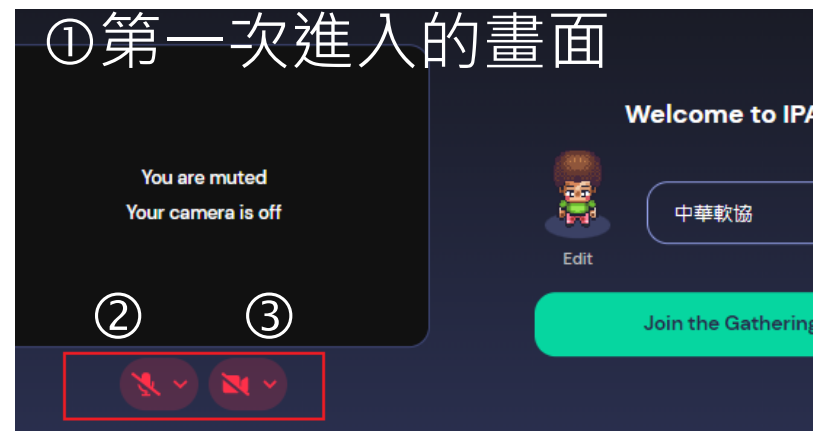 ①第一次進入的畫面
Welcome to IPA
You are muted
Your camera is off
中華軟協
Edit
② ③
Join the Gathering